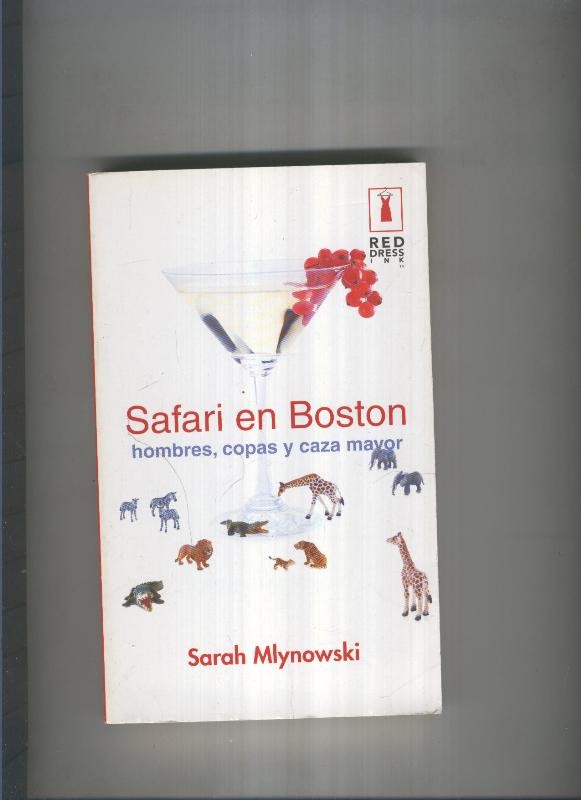 RED
DRESS
INK
Safari en Boston
hombres, copas y caza mayor
Sarah Mlynowski